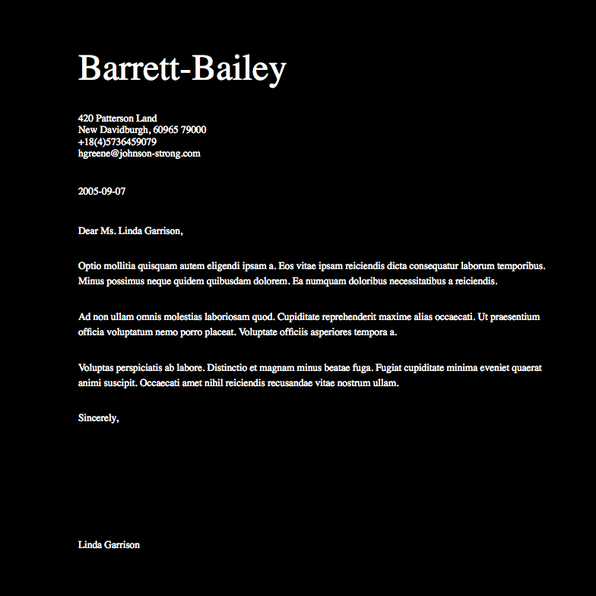 Barrett-Bailey
420 Patterson Land
New Davidburgh, 60965 79000
+18(4)5736459079
hgreene@johnson-strong.com
2005-09-07
Dear Ms. Linda Garrison,
Optio mollitia quisquam autem eligendi ipsam a. Eos vitae ipsam reiciendis dicta consequatur laborum temporibus.
Minus possimus neque quidem quibusdam dolorem. Ea numquam doloribus necessitatibus a reiciendis.
Ad non ullam omnis molestias laboriosam quod. Cupiditate reprehenderit maxime alias occaecati. Ut praesentium
officia voluptatum nemo porro placeat. Voluptate officiis asperiores tempora a.
Voluptas perspiciatis ab labore. Distinctio et magnam minus beatae fuga. Fugiat cupiditate minima eveniet quaerat
animi suscipit. Occaecati amet nihil reiciendis recusandae vitae nostrum ullam.
Sincerely,
Linda Garrison